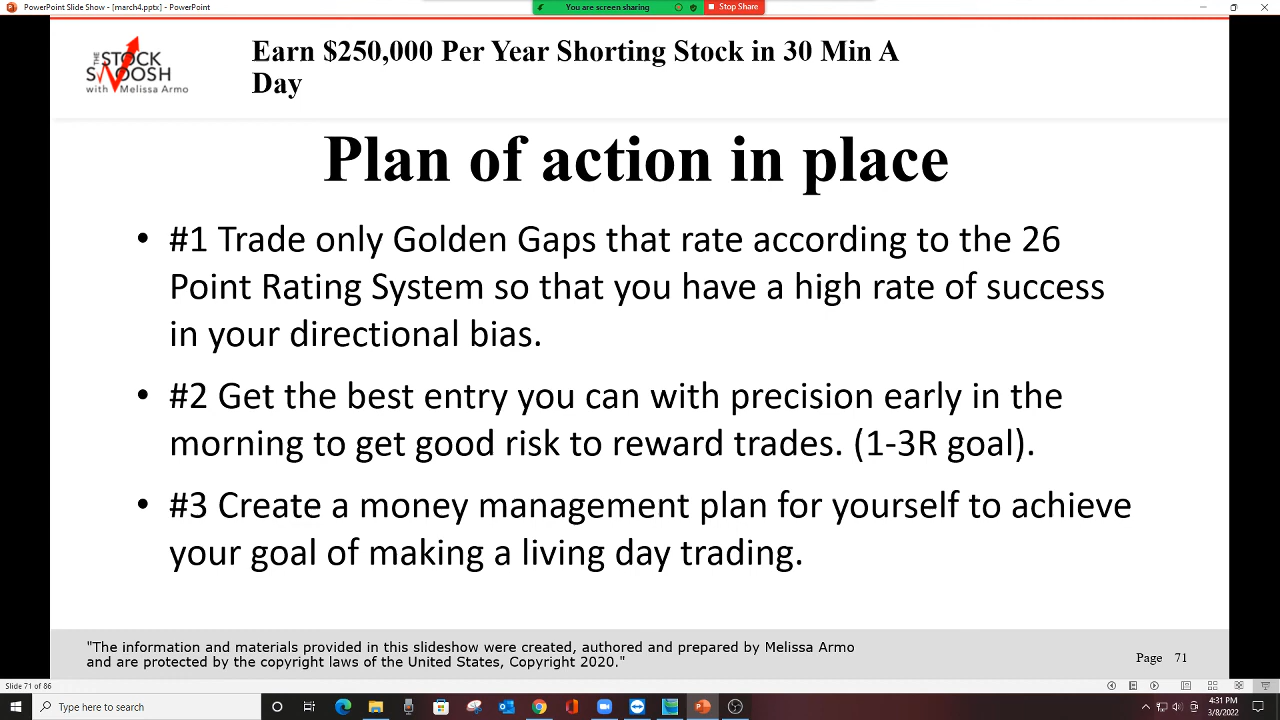 PowerPoint Slide Show - [march4.pptx] - PowerPoint
You are screen sharing
Stop Share
THE STOCK
SWOOSH
with Melissa Armo
Earn $250,000 Per Year Shorting Stock in 30 Min A
Day
Plan of action in place
• #1 Trade only Golden Gaps that rate according to the 26
Point Rating System so that you have a high rate of success
in your directional bias.
• #2 Get the best entry you can with precision early in the
morning to get good risk to reward trades. (1-3R goal).
• #3 Create a money management plan for yourself to achieve
your goal of making a living day trading.
"The information and materials provided in this slideshow were created, authored and prepared by Melissa Armo
and are protected by the copyright laws of the United States, Copyright 2020."
Page 71
Slide 71 of 86
Type here to search
4:31 PM
3/8/2022